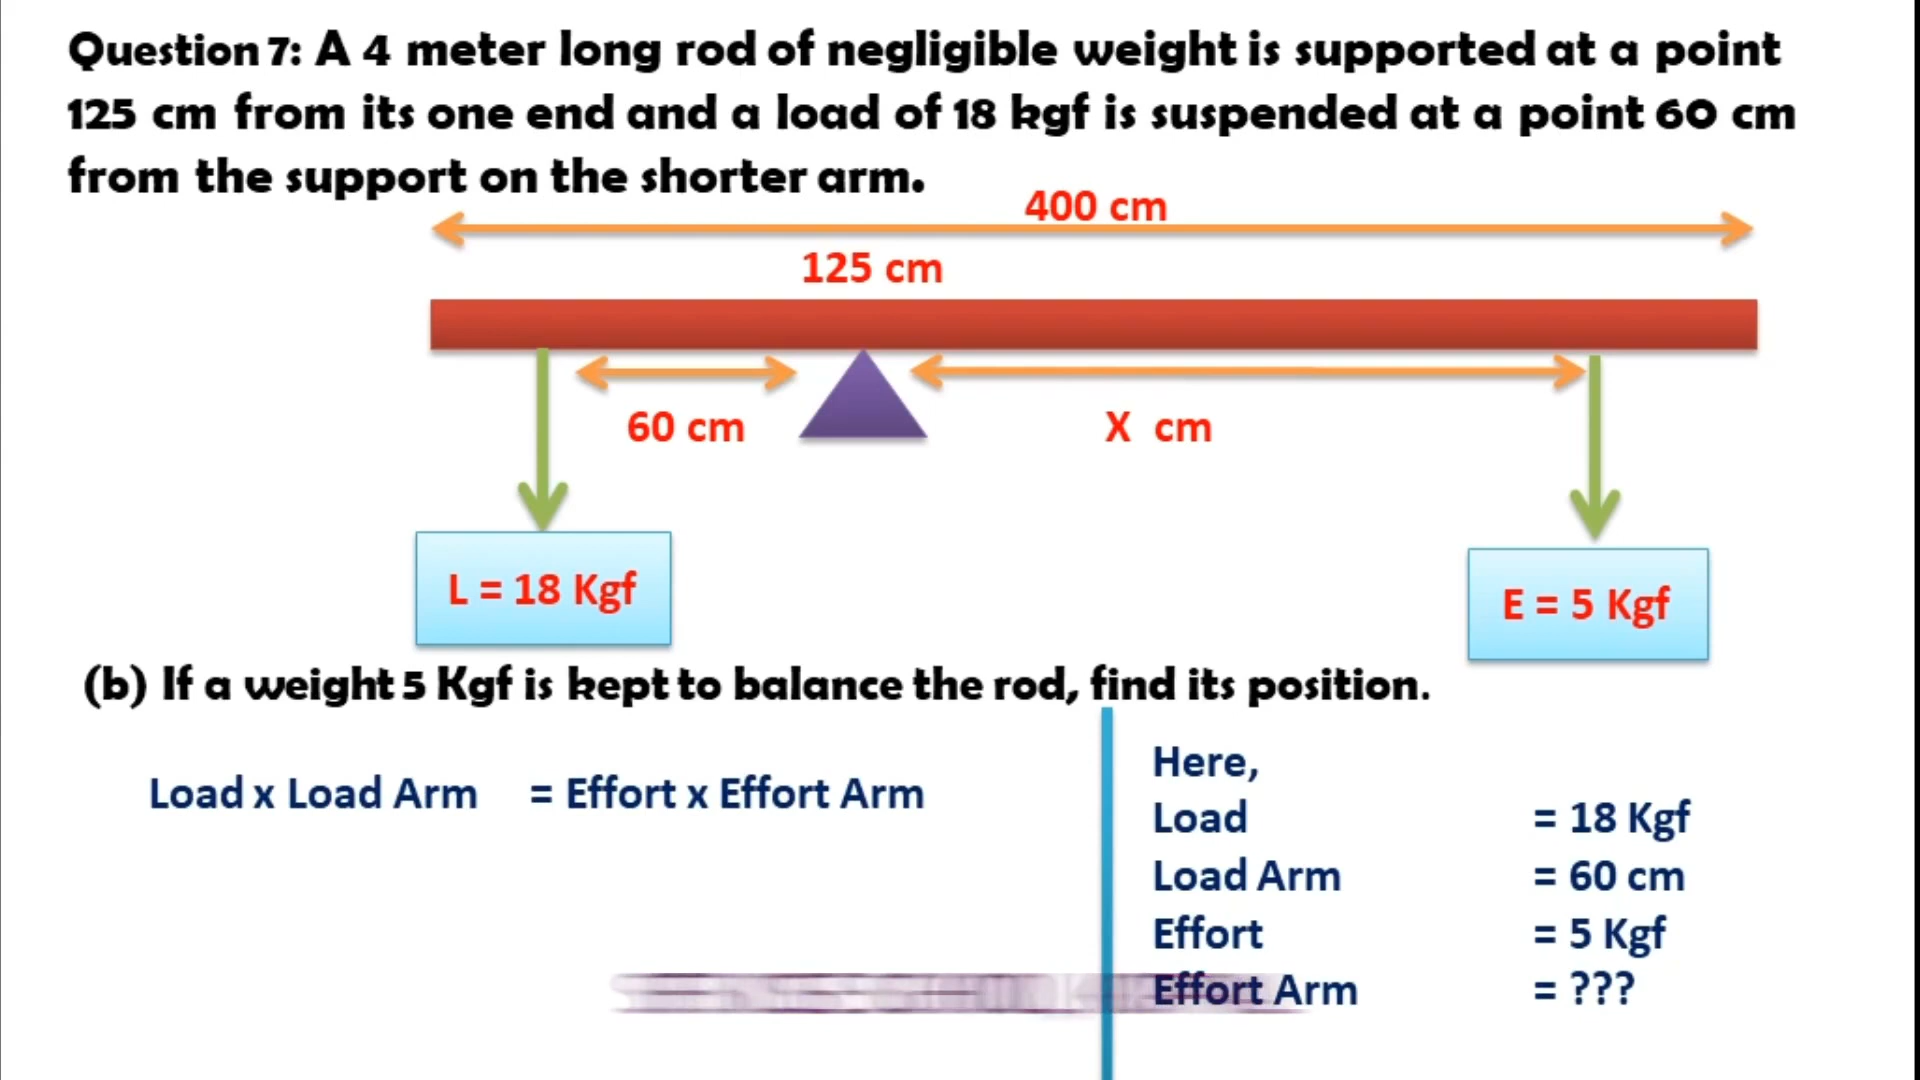 Question 7: A 4 meter long rod of negligible weight is supported at a point
125 cm from its one end and a load of 18 kgf is suspended at a point 60 cm
from the support on the shorter arm.
400 cm
125 cm
60 cm
X cm
L = 18 Kgf
E = 5 Kgf
(b) If a weight 5 Kgf is kept to balance the rod, find its position.
Load x Load Arm = Effort x Effort Arm
Here,
Load = 18 Kgf
Load Arm = 60 cm
Effort = 5 Kgf
Effort Arm = ???